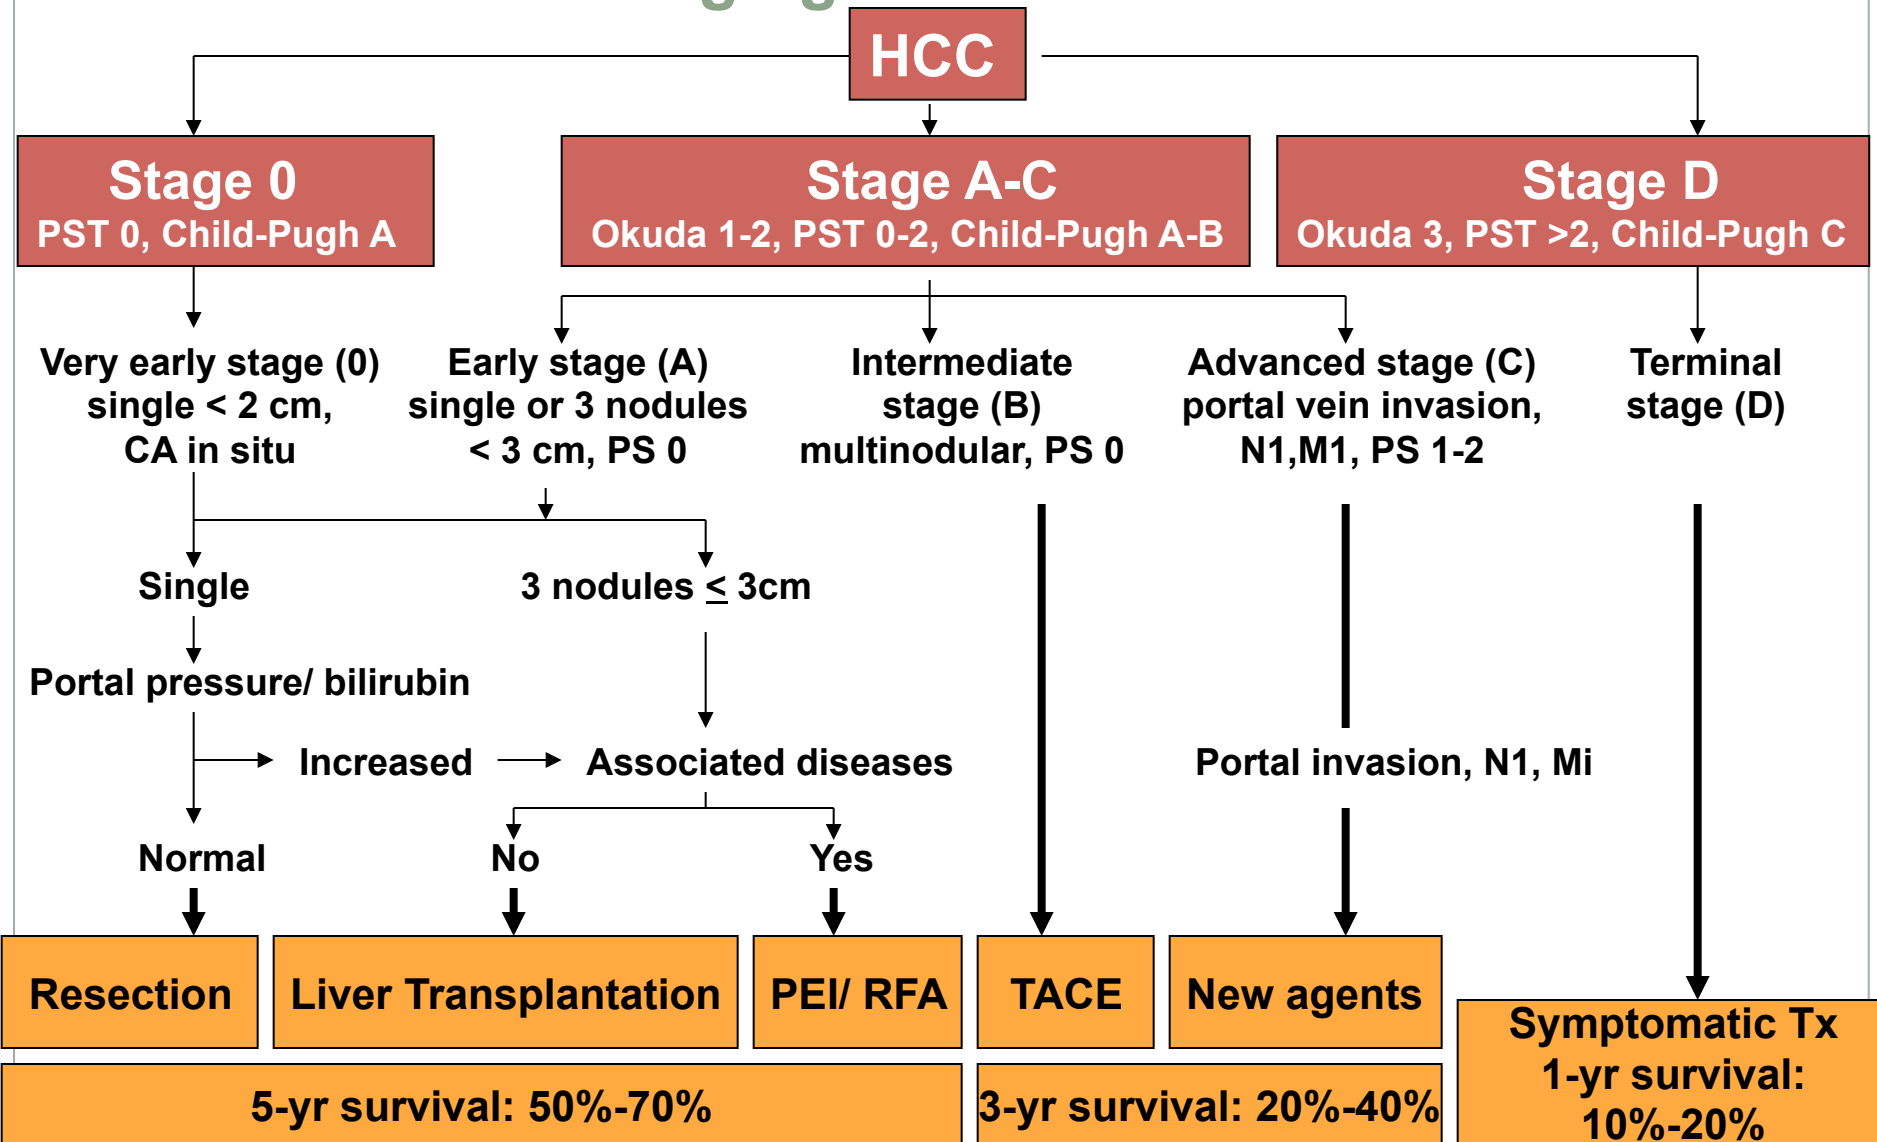 HCC
Stage 0
PST 0, Child-Pugh A
Stage A-C
Okuda 1-2, PST 0-2, Child-Pugh A-B
Stage D
Okuda 3, PST >2, Child-Pugh C
Very early stage (0)
single < 2 cm,
CA in situ
Early stage (A)
single or 3 nodules
< 3 cm, PS 0
Intermediate
stage (B)
multinodular, PS 0
Advanced stage (C)
portal vein invasion,
N1,M1, PS 1-2
Terminal
stage (D)
Single
3 nodules ≤ 3cm
Portal pressure/ bilirubin
Increased
Associated diseases
Portal invasion, N1, Mi
Normal
No
Yes
Resection
Liver Transplantation
PEI/ RFA
TACE
New agents
Symptomatic Tx
1-yr survival:
10%-20%
5-yr survival: 50%-70%
3-yr survival: 20%-40%